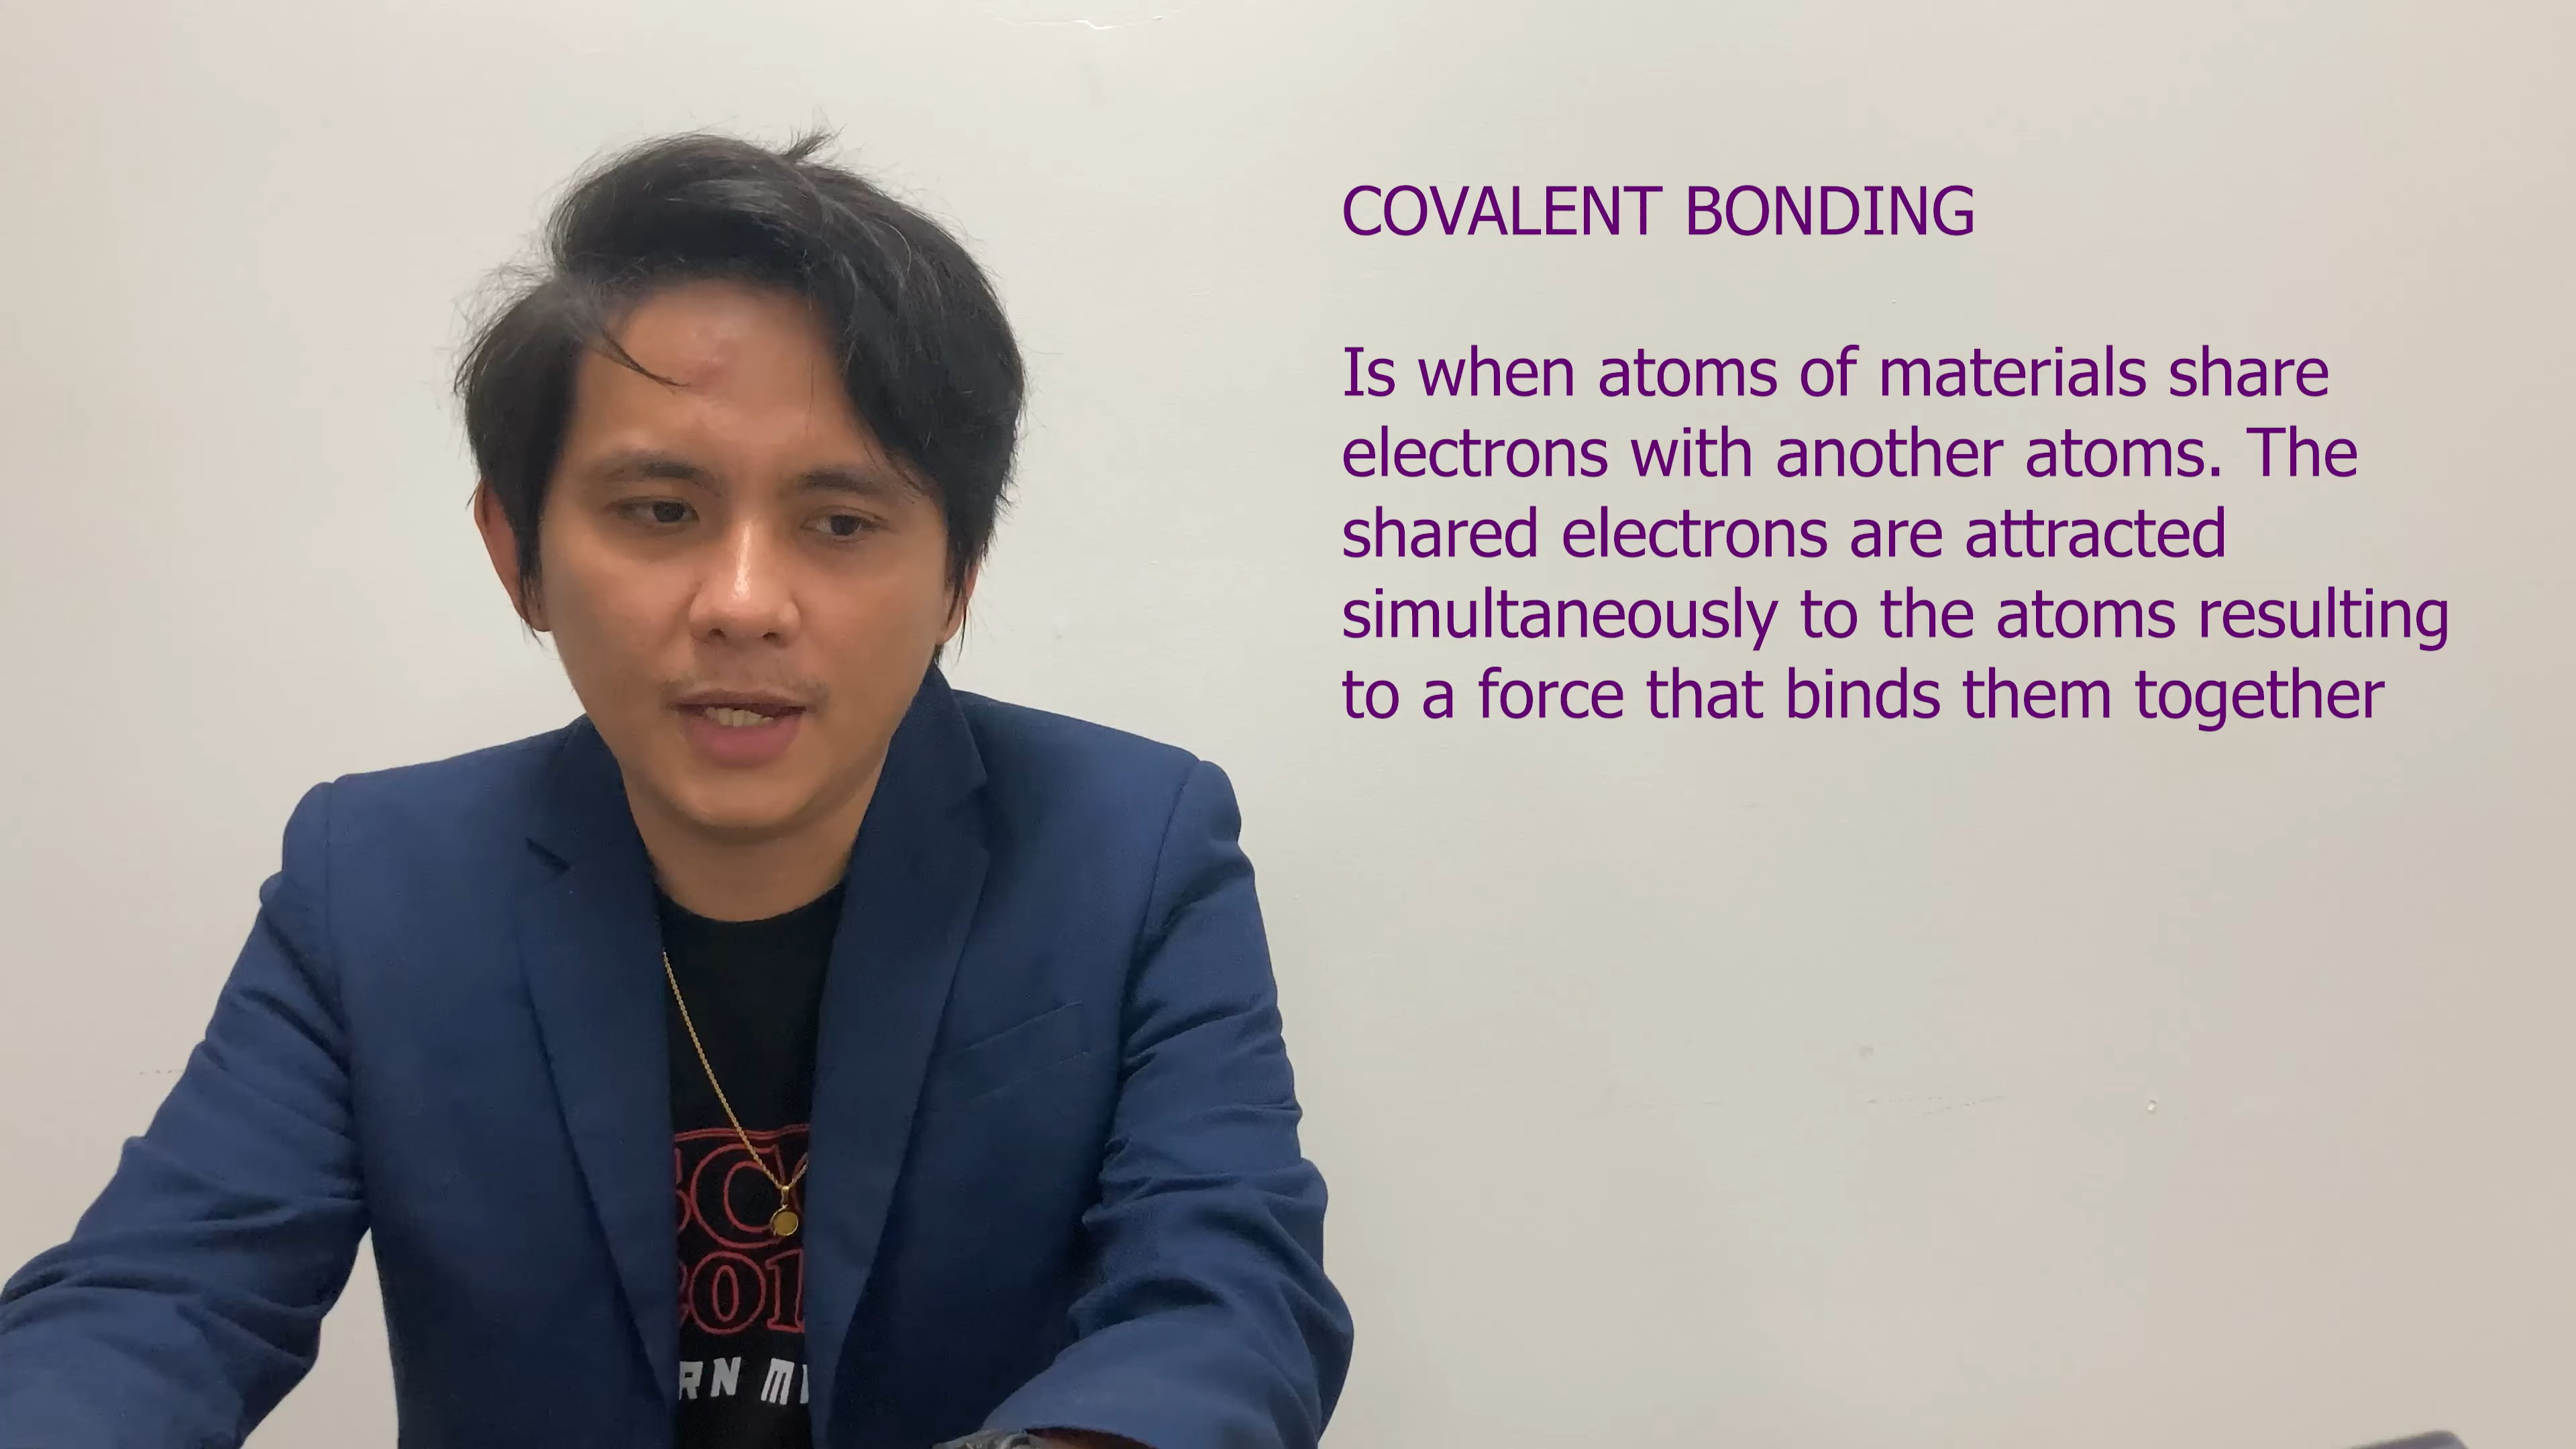 COVALENT BONDING
Is when atoms of materials share
electrons with another atoms. The
shared electrons are attracted
simultaneously to the atoms resulting
to a force that binds them together